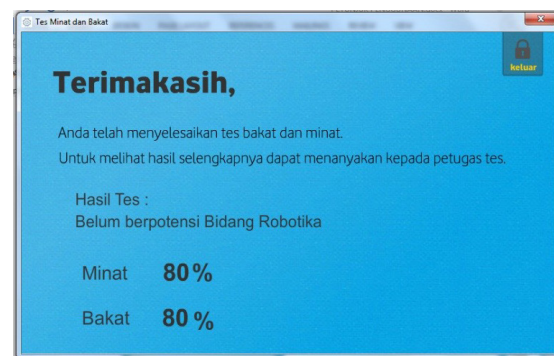 Tes Minat dan Bakat
keluar
Terimakasih,
Anda telah menyelesaikan tes bakat dan minat.
Untuk melihat hasil selengkapnya dapat menanyakan kepada petugas tes.
Hasil Tes :
Belum berpotensi Bidang Robotika
Minat 80%
Bakat 80 %